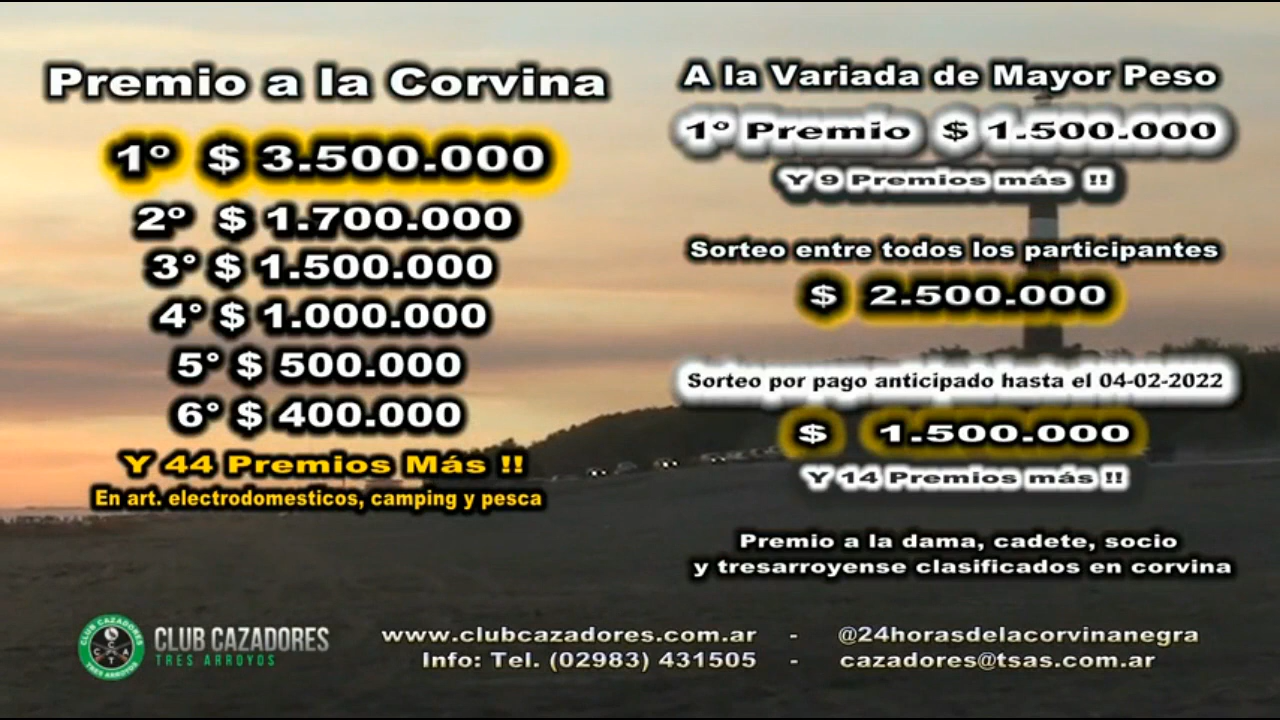 Premio a la Corvina
1º $ 3.500.000
2º $ 1.700.000
3° $ 1.500.000
4° $ 1.000.000
5° $ 500.000
6° $ 400.000
Y 44 Premios Más !!
En art. electrodomesticos, camping y pesca
A la Variada de Mayor Peso
1º Premio $ 1.500.000
Y 9 Premios más !!
Sorteo entre todos los participantes
$ 2.500.000
Sorteo por pago anticipado hasta el 04-02-2022
$ 1.500.000
Y 14 Premios más !!
Premio a la dama, cadete, socio
y tresarroyense clasificados en corvina
CLUB CAZADORES
TRES ARROYOS
C C A T
CLUB CAZADORES
TRES ARROYOS
www.clubcazadores.com.ar - @24horasdelacorvinanegra
Info: Tel. (02983) 431505 - cazadores@tsas.com.ar